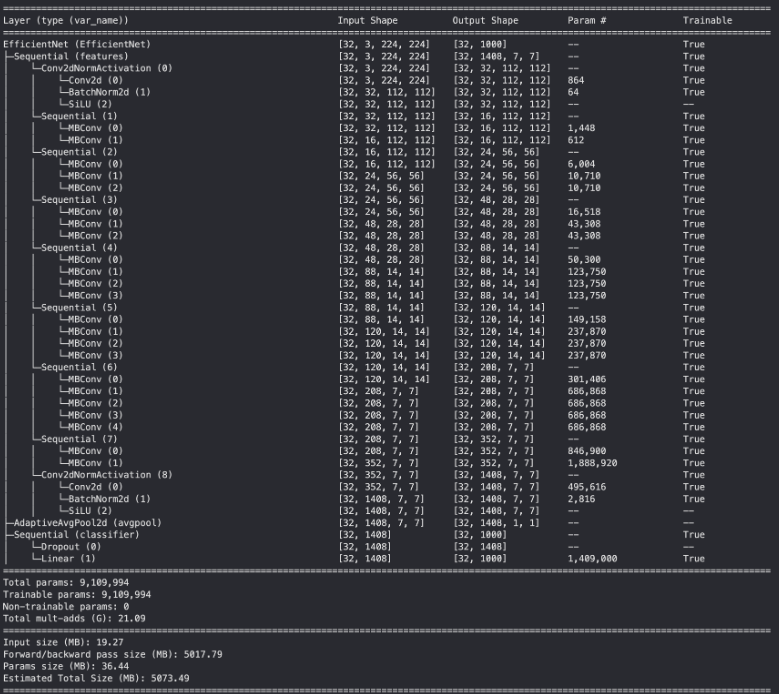 ==========================================================================================
Layer (type (var_name)) Input Shape Output Shape Param # Trainable
==========================================================================================
EfficientNet (EfficientNet) [32, 3, 224, 224] [32, 1000] -- True
├─Sequential (features) [32, 3, 224, 224] [32, 1408, 7, 7] -- True
│ └─Conv2dNormActivation (0) [32, 3, 224, 224] [32, 32, 112, 112] -- True
│ │ └─Conv2d (0) [32, 3, 224, 224] [32, 32, 112, 112] 864 True
│ │ └─BatchNorm2d (1) [32, 32, 112, 112] [32, 32, 112, 112] 64 True
│ │ └─SiLU (2) [32, 32, 112, 112] [32, 32, 112, 112] -- --
│ └─Sequential (1) [32, 32, 112, 112] [32, 16, 112, 112] -- True
│ │ └─MBConv (0) [32, 32, 112, 112] [32, 16, 112, 112] 1,448 True
│ │ └─MBConv (1) [32, 16, 112, 112] [32, 16, 112, 112] 612 True
│ └─Sequential (2) [32, 16, 112, 112] [32, 24, 56, 56] -- True
│ │ └─MBConv (0) [32, 16, 112, 112] [32, 24, 56, 56] 6,004 True
│ │ └─MBConv (1) [32, 24, 56, 56] [32, 24, 56, 56] 10,710 True
│ │ └─MBConv (2) [32, 24, 56, 56] [32, 24, 56, 56] 10,710 True
│ └─Sequential (3) [32, 24, 56, 56] [32, 48, 28, 28] -- True
│ │ └─MBConv (0) [32, 24, 56, 56] [32, 48, 28, 28] 16,518 True
│ │ └─MBConv (1) [32, 48, 28, 28] [32, 48, 28, 28] 43,308 True
│ │ └─MBConv (2) [32, 48, 28, 28] [32, 48, 28, 28] 43,308 True
│ └─Sequential (4) [32, 48, 28, 28] [32, 88, 14, 14] -- True
│ │ └─MBConv (0) [32, 48, 28, 28] [32, 88, 14, 14] 50,300 True
│ │ └─MBConv (1) [32, 88, 14, 14] [32, 88, 14, 14] 123,750 True
│ │ └─MBConv (2) [32, 88, 14, 14] [32, 88, 14, 14] 123,750 True
│ │ └─MBConv (3) [32, 88, 14, 14] [32, 88, 14, 14] 123,750 True
│ └─Sequential (5) [32, 88, 14, 14] [32, 120, 14, 14] -- True
│ │ └─MBConv (0) [32, 88, 14, 14] [32, 120, 14, 14] 149,158 True
│ │ └─MBConv (1) [32, 120, 14, 14] [32, 120, 14, 14] 237,870 True
│ │ └─MBConv (2) [32, 120, 14, 14] [32, 120, 14, 14] 237,870 True
│ │ └─MBConv (3) [32, 120, 14, 14] [32, 120, 14, 14] 237,870 True
│ └─Sequential (6) [32, 120, 14, 14] [32, 208, 7, 7] -- True
│ │ └─MBConv (0) [32, 120, 14, 14] [32, 208, 7, 7] 301,406 True
│ │ └─MBConv (1) [32, 208, 7, 7] [32, 208, 7, 7] 686,868 True
│ │ └─MBConv (2) [32, 208, 7, 7] [32, 208, 7, 7] 686,868 True
│ │ └─MBConv (3) [32, 208, 7, 7] [32, 208, 7, 7] 686,868 True
│ │ └─MBConv (4) [32, 208, 7, 7] [32, 208, 7, 7] 686,868 True
│ └─Sequential (7) [32, 208, 7, 7] [32, 352, 7, 7] -- True
│ │ └─MBConv (0) [32, 208, 7, 7] [32, 352, 7, 7] 846,900 True
│ │ └─MBConv (1) [32, 352, 7, 7] [32, 352, 7, 7] 1,888,920 True
│ └─Conv2dNormActivation (8) [32, 352, 7, 7] [32, 1408, 7, 7] -- True
│ │ └─Conv2d (0) [32, 352, 7, 7] [32, 1408, 7, 7] 495,616 True
│ │ └─BatchNorm2d (1) [32, 1408, 7, 7] [32, 1408, 7, 7] 2,816 True
│ │ └─SiLU (2) [32, 1408, 7, 7] [32, 1408, 7, 7] -- --
├─AdaptiveAvgPool2d (avgpool) [32, 1408, 7, 7] [32, 1408, 1, 1] -- --
├─Sequential (classifier) [32, 1408] [32, 1000] -- True
│ └─Dropout (0) [32, 1408] [32, 1408] -- --
│ └─Linear (1) [32, 1408] [32, 1000] 1,409,000 True
==========================================================================================
Total params: 9,109,994
Trainable params: 9,109,994
Non-trainable params: 0
Total mult-adds (G): 21.09
==========================================================================================
Input size (MB): 19.27
Forward/backward pass size (MB): 5017.79
Params size (MB): 36.44
Estimated Total Size (MB): 5073.49
==========================================================================================